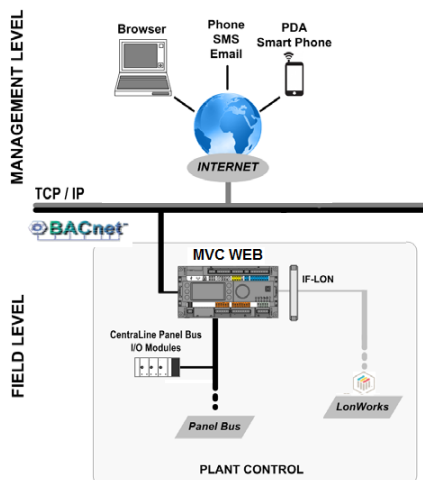 MANAGEMENT LEVEL
Browser
Phone
SMS
Email
PDA
Smart Phone
INTERNET
TCP / IP
BACnet™
FIELD LEVEL
MVC WEB
IF-LON
CentraLine Panel Bus
I/O Modules
Panel Bus
LonWorks
PLANT CONTROL